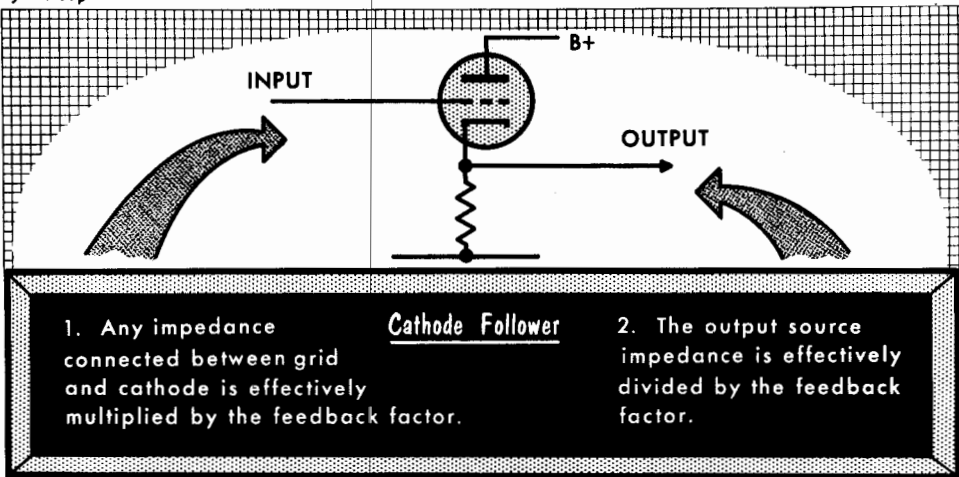 B+
INPUT
OUTPUT
Cathode Follower
1. Any impedance
connected between grid
and cathode is effectively
multiplied by the feedback factor.
2. The output source
impedance is effectively
divided by the feedback
factor.